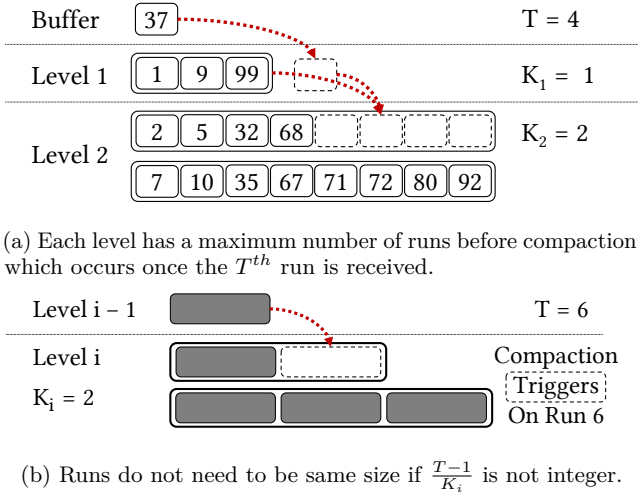 Buffer 37 T = 4
Level 1 1 9 99 K₁ = 1
Level 2 2 5 32 68 K₂ = 2
7 10 35 67 71 72 80 92
(a) Each level has a maximum number of runs before compaction
which occurs once the Tᵗʰ run is received.
Level i – 1 T = 6
Level i Compaction
Kᵢ = 2 Triggers
On Run 6
(b) Runs do not need to be same size if (T−1)/Kᵢ is not integer.